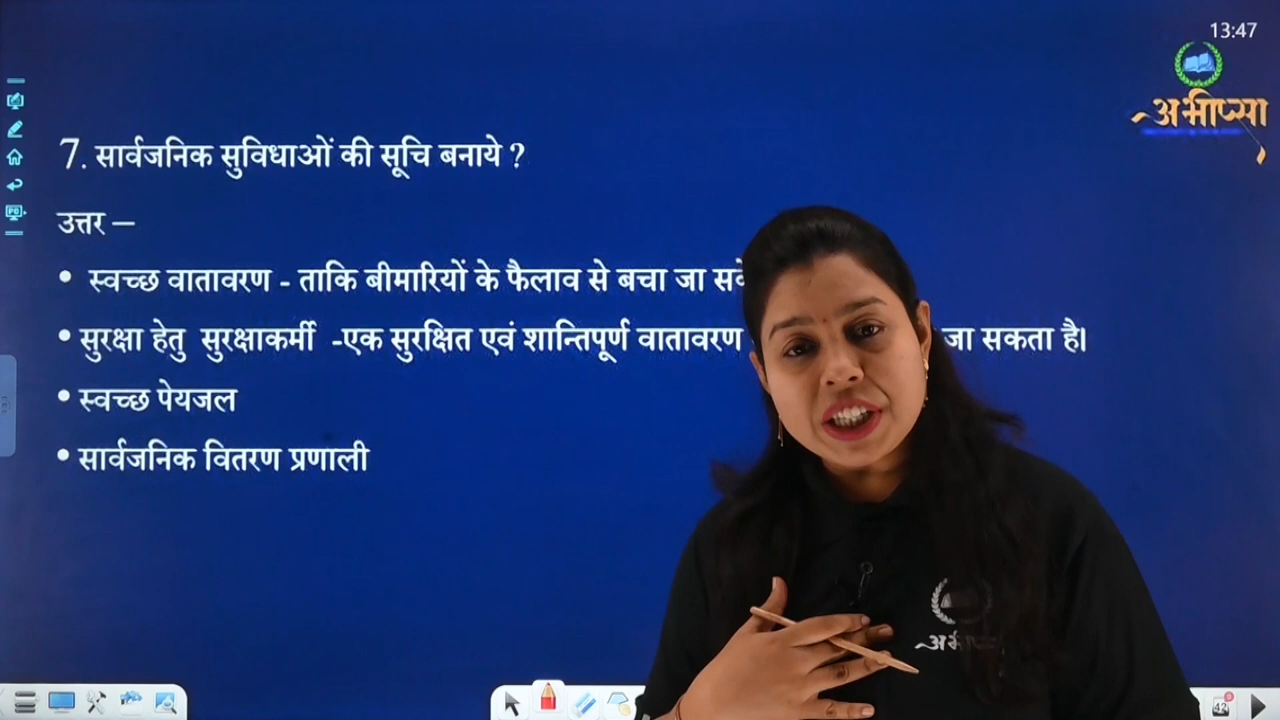 13:47
अभीप्सा
7. सार्वजनिक सुविधाओं की सूचि बनाये ?
उत्तर –
• स्वच्छ वातावरण - ताकि बीमारियों के फैलाव से बचा जा
• सुरक्षा हेतु सुरक्षाकर्मी -एक सुरक्षित एवं शान्तिपूर्ण वातावरण जा सकता है।
• स्वच्छ पेयजल
• सार्वजनिक वितरण प्रणाली